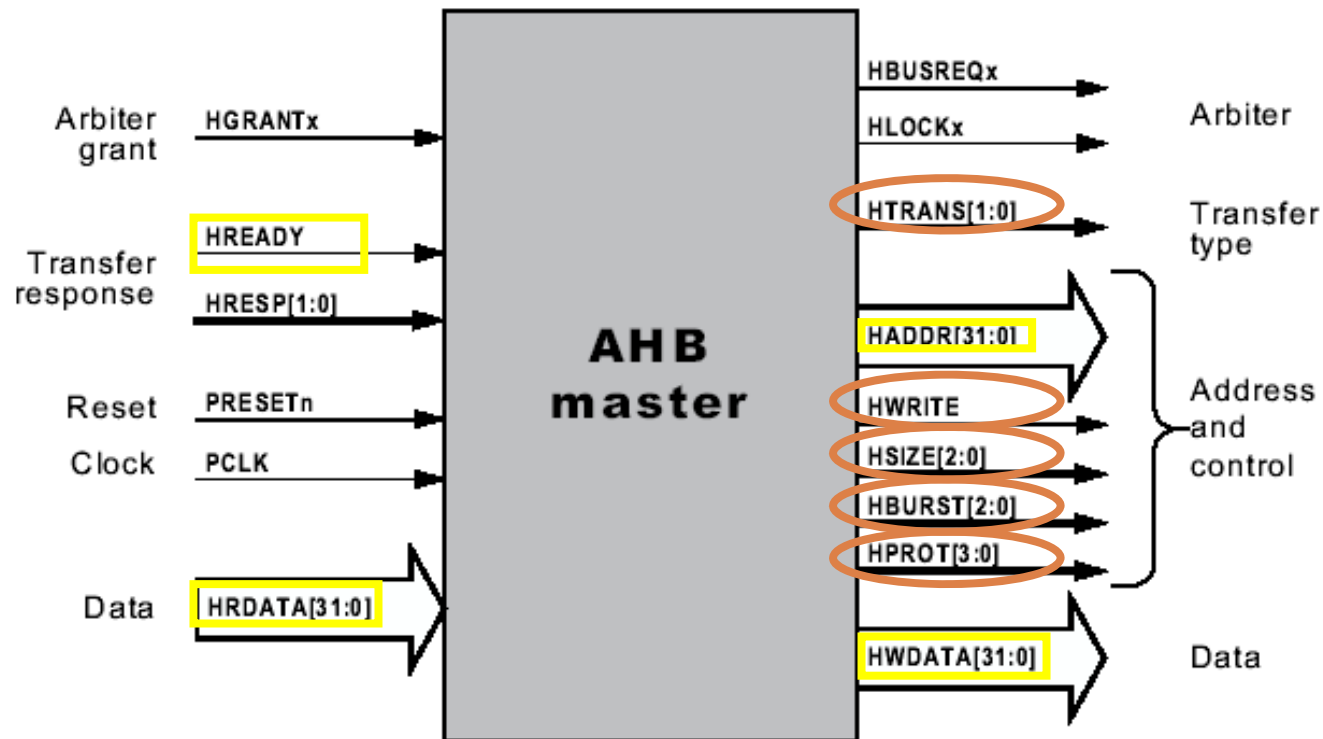 Arbiter
grant
HGRANTx
HREADY
Transfer
response
HRESP[1:0]
Reset
PRESETn
Clock
PCLK
Data
HRDATA[31:0]
AHB
master
HBUSREQx
HLOCKx
Arbiter
HTRANS[1:0]
Transfer
type
HADDR[31:0]
HWRITE
HSIZE[2:0]
HBURST[2:0]
HPROT[3:0]
Address
and
control
HWDATA[31:0]
Data